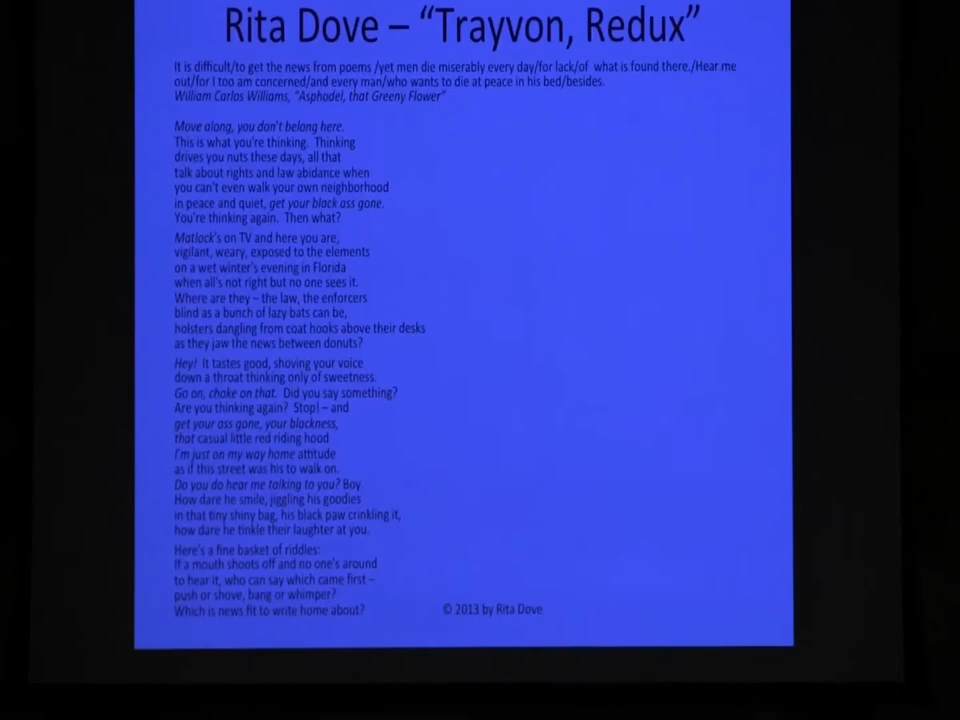 Rita Dove – “Trayvon, Redux”
It is difficult/to get the news from poems /yet men die miserably every day/for lack/of what is found there./Hear me
out/for I too am concerned/and every man/who wants to die at peace in his bed/besides.
William Carlos Williams, “Asphodel, that Greeny Flower”
Move along, you don't belong here.
This is what you're thinking. Thinking
drives you nuts these days, all that
talk about rights and law abidance when
you can't even walk your own neighborhood
in peace and quiet, get your black ass gone.
You're thinking again. Then what?
Matlock's on TV and here you are,
vigilant, weary, exposed to the elements
on a wet winter's evening in Florida
when all's not right but no one sees it.
Where are they – the law, the enforcers
blind as a bunch of lazy bats can be,
holsters dangling from coat hooks above their desks
as they jaw the news between donuts?
Hey! It tastes good, shoving your voice
down a throat thinking only of sweetness.
Go on, choke on that. Did you say something?
Are you thinking again? Stop! – and
get your ass gone, your blackness,
that casual little red riding hood
I'm just on my way home attitude
as if this street was his to walk on.
Do you do hear me talking to you? Boy.
How dare he smile, jiggling his goodies
in that tiny shiny bag, his black paw crinkling it,
how dare he tinkle their laughter at you.
Here's a fine basket of riddles:
If a mouth shoots off and no one's around
to hear it, who can say which came first –
push or shove, bang or whimper?
Which is news fit to write home about?
© 2013 by Rita Dove